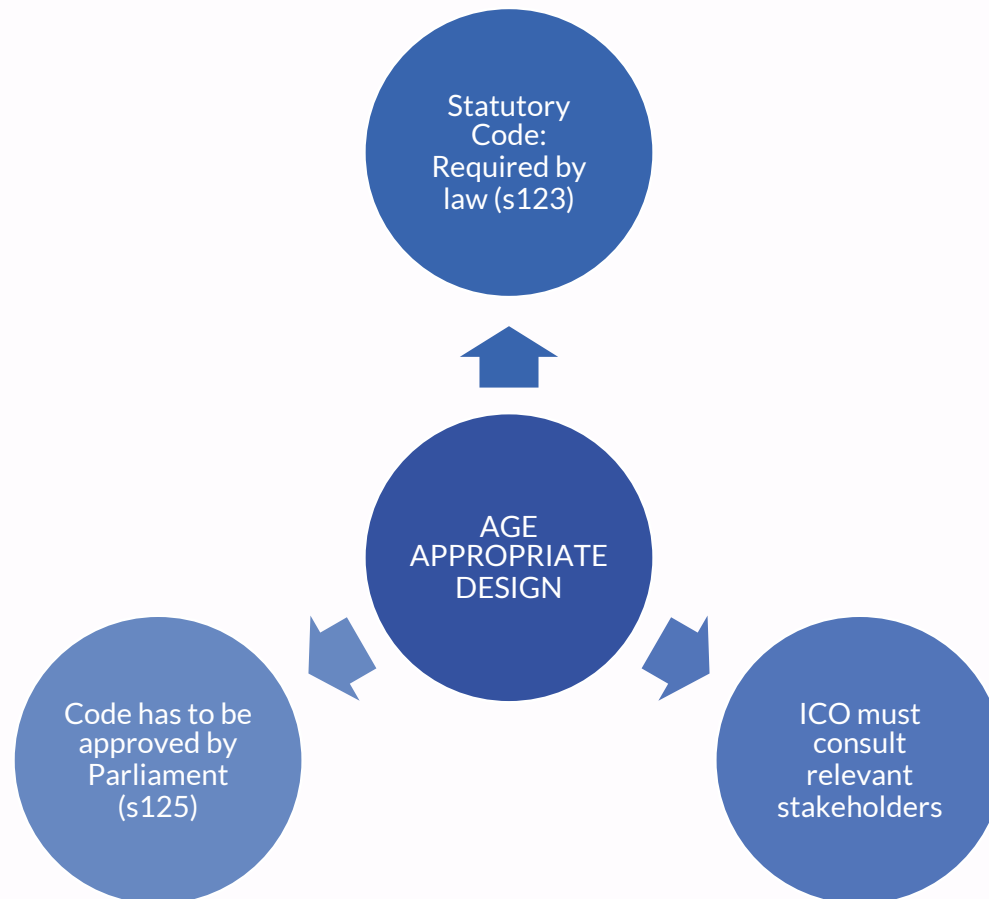 Statutory
Code:
Required by
law (s123)
AGE
APPROPRIATE
DESIGN
Code has to be
approved by
Parliament
(s125)
ICO must
consult
relevant
stakeholders